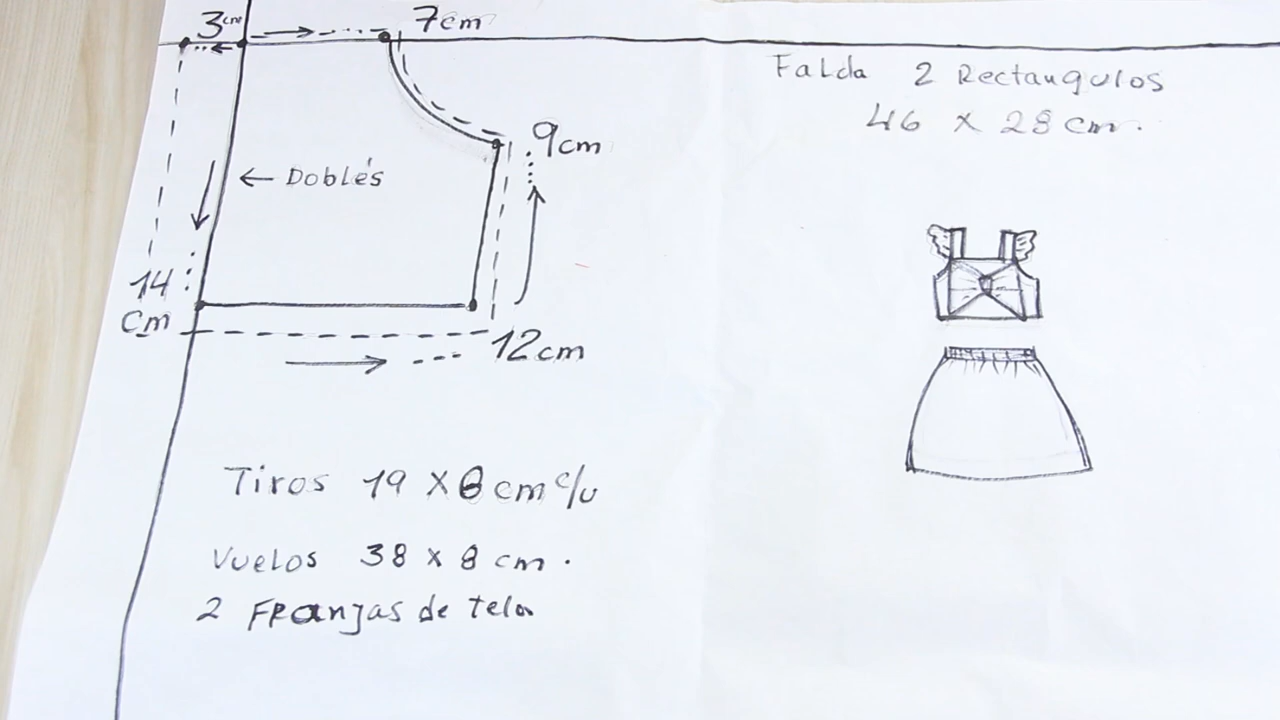 3cm
7cm
9cm
← Doblés
14
cm
12cm
Falda 2 Rectangulos
46 x 28 cm.
Tiros 19 x 6 cm c/u
Vuelos 38 x 8 cm.
2 Franjas de tela